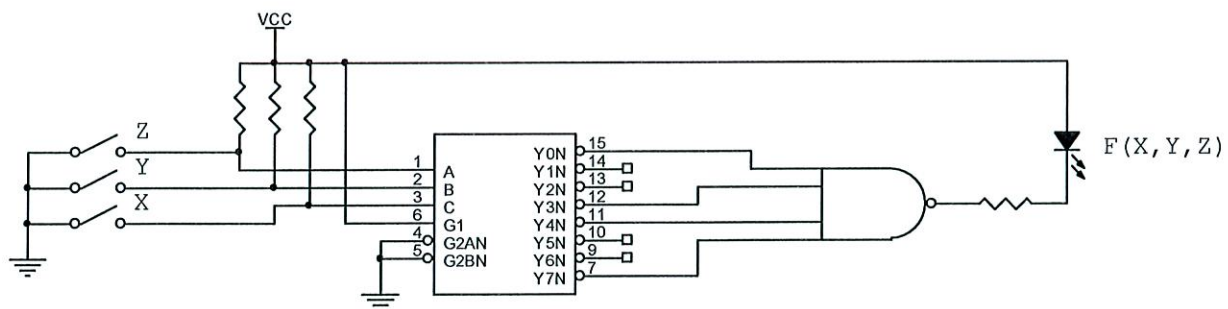 VCC
Z
Y
X
F(X,Y,Z)
1 A
2 B
3 C
6 G1
4 G2AN
5 G2BN
Y0N 15
Y1N 14
Y2N 13
Y3N 12
Y4N 11
Y5N 10
Y6N 9
Y7N 7